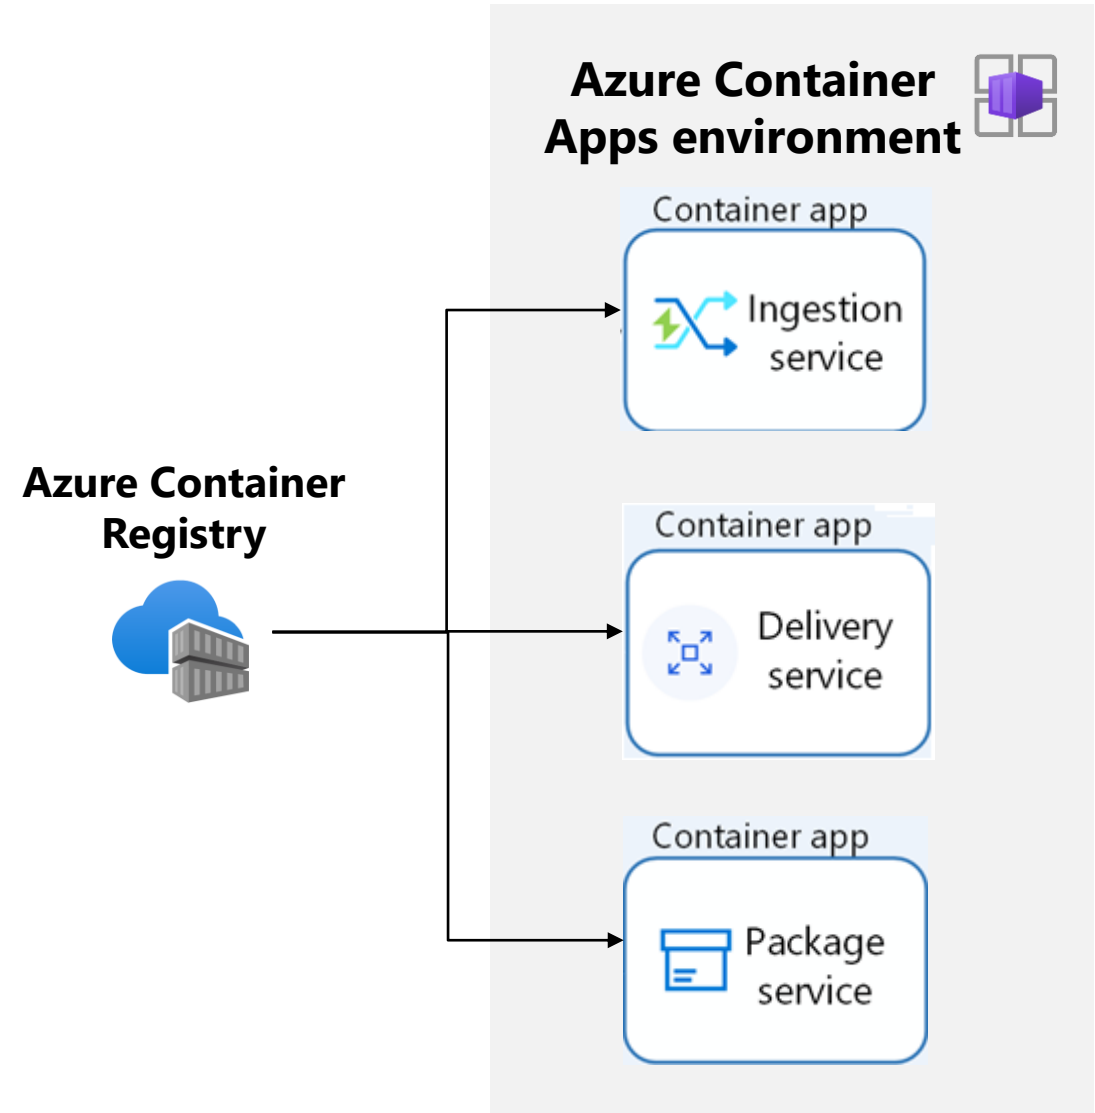 Azure Container
Apps environment
Container app
Ingestion
service
Azure Container
Registry
Container app
Delivery
service
Container app
Package
service